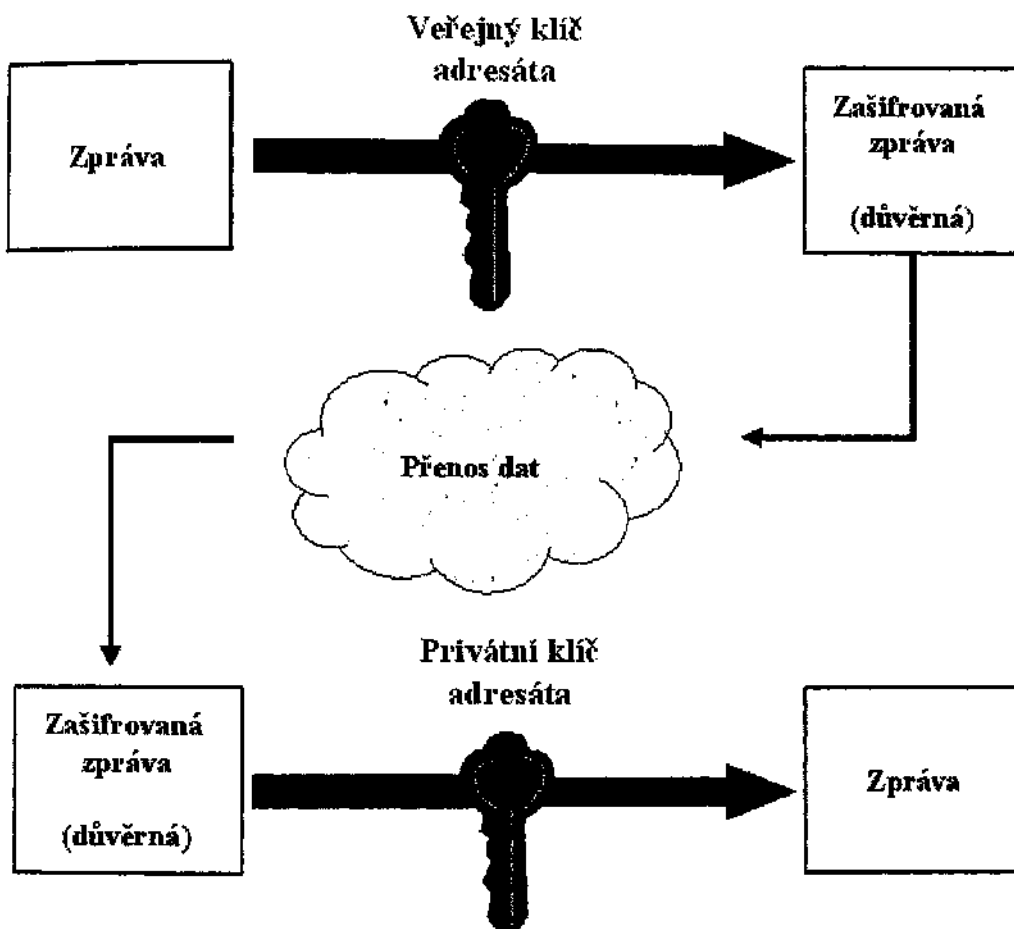 Veřejný klíč
adresáta
Zpráva
Zašifrovaná
zpráva
(důvěrná)
Přenos dat
Privátní klíč
adresáta
Zašifrovaná
zpráva
(důvěrná)
Zpráva